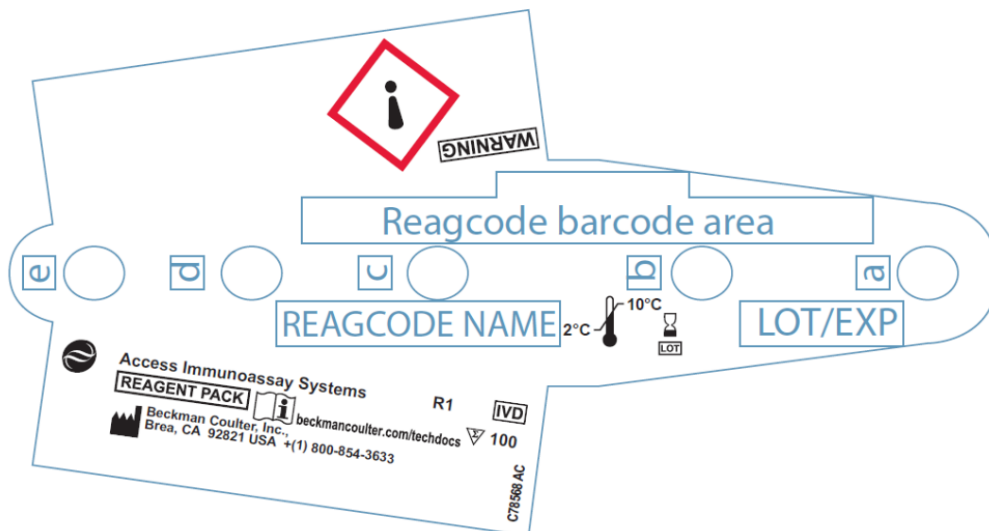 WARNING
Reagcode barcode area
e
d
c
b
a
REAGCODE NAME
10°C
2°C
LOT
LOT/EXP
Access Immunoassay Systems
REAGENT PACK
R1
IVD
i
beckmancoulter.com/techdocs
Σ 100
Beckman Coulter, Inc.,
Brea, CA 92821 USA +(1) 800-854-3633
C78568 AC